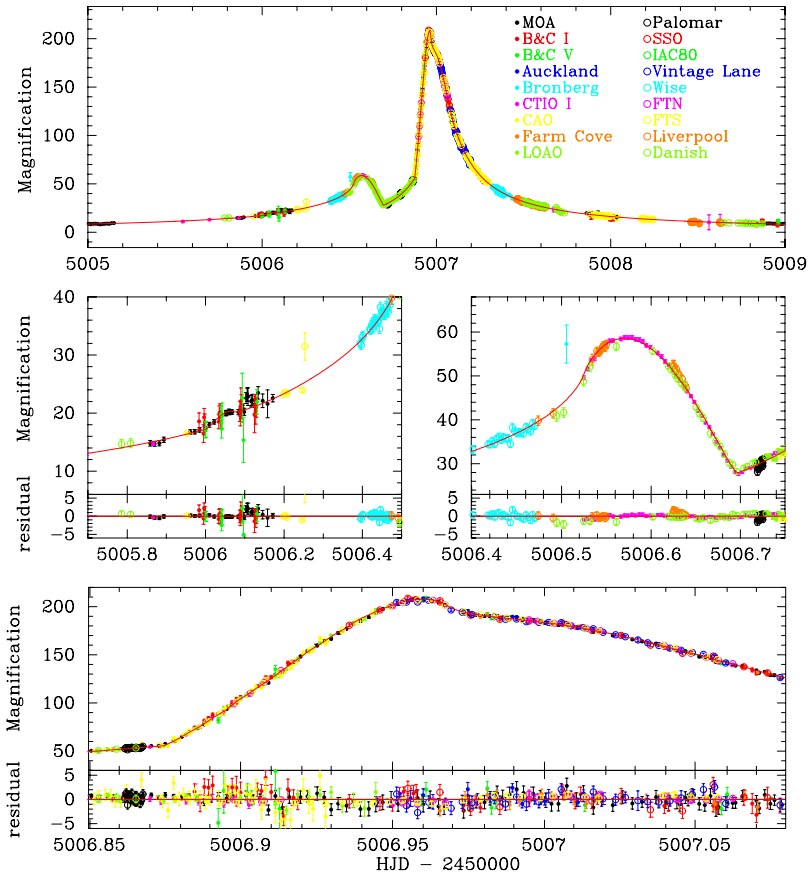 Magnification
200
150
100
50
0
MOA
B&C I
B&C V
Auckland
Bronberg
CTIO I
CAO
Farm Cove
LOAO
Palomar
SSO
IAC80
Vintage Lane
Wise
FTN
FTS
Liverpool
Danish
5005 5006 5007 5008 5009
Magnification
40
30
20
10
residual
5
0
−5
5005.8 5006 5006.2 5006.4
Magnification
60
50
40
30
residual
5
0
−5
5006.4 5006.5 5006.6 5006.7
Magnification
200
150
100
50
residual
5
0
−5
5006.85 5006.9 5006.95 5007 5007.05
HJD − 2450000